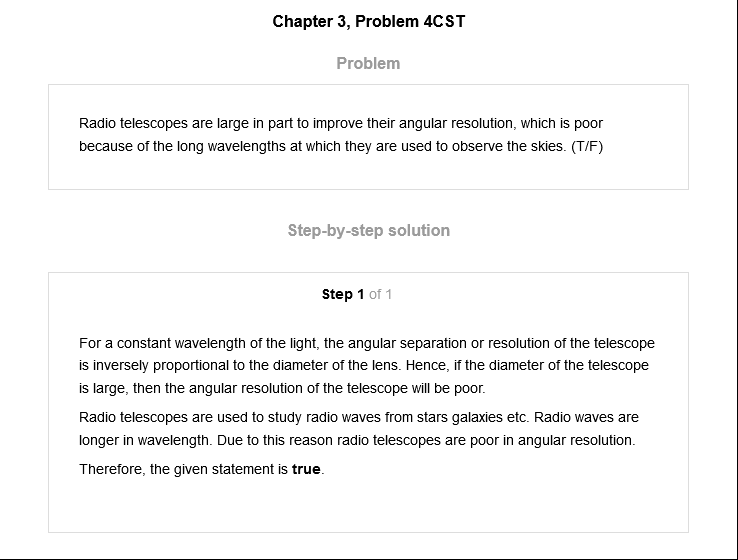 Chapter 3, Problem 4CST
Problem
Radio telescopes are large in part to improve their angular resolution, which is poor
because of the long wavelengths at which they are used to observe the skies. (T/F)
Step-by-step solution
Step 1 of 1
For a constant wavelength of the light, the angular separation or resolution of the telescope
is inversely proportional to the diameter of the lens. Hence, if the diameter of the telescope
is large, then the angular resolution of the telescope will be poor.
Radio telescopes are used to study radio waves from stars galaxies etc. Radio waves are
longer in wavelength. Due to this reason radio telescopes are poor in angular resolution.
Therefore, the given statement is true.